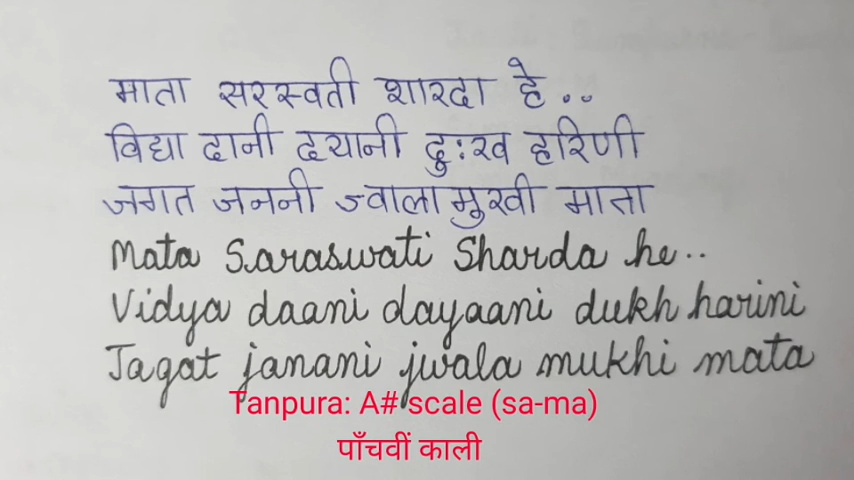 माता सरस्वती शारदा हे..
विद्या दानी दयानी दुःख हरिणी
जगत जननी ज्वाला मुखी माता
Mata Saraswati Sharda he..
Vidya daani dayaani dukh harini
Jagat janani jwala mukhi mata
Tanpura: A# scale (sa-ma)
पाँचवीं काली